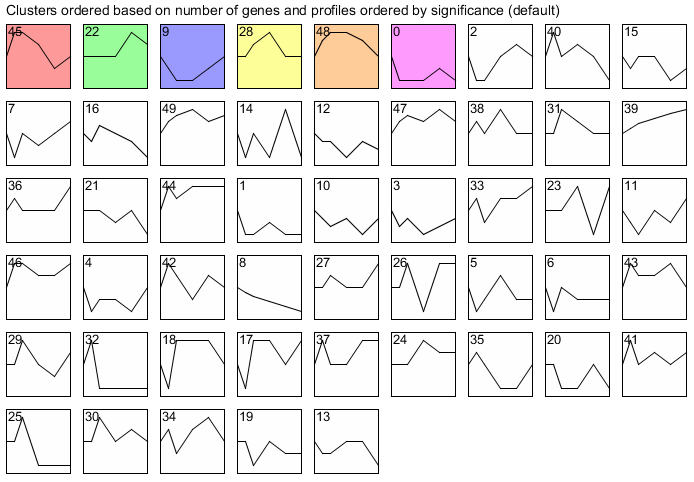 Clusters ordered based on number of genes and profiles ordered by significance (default)
45 22 9 28 48 0 2 40 15
7 16 49 14 12 47 38 31 39
36 21 44 1 10 3 33 23 11
46 4 42 8 27 26 5 6 43
29 32 18 17 37 24 35 20 41
25 30 34 19 13